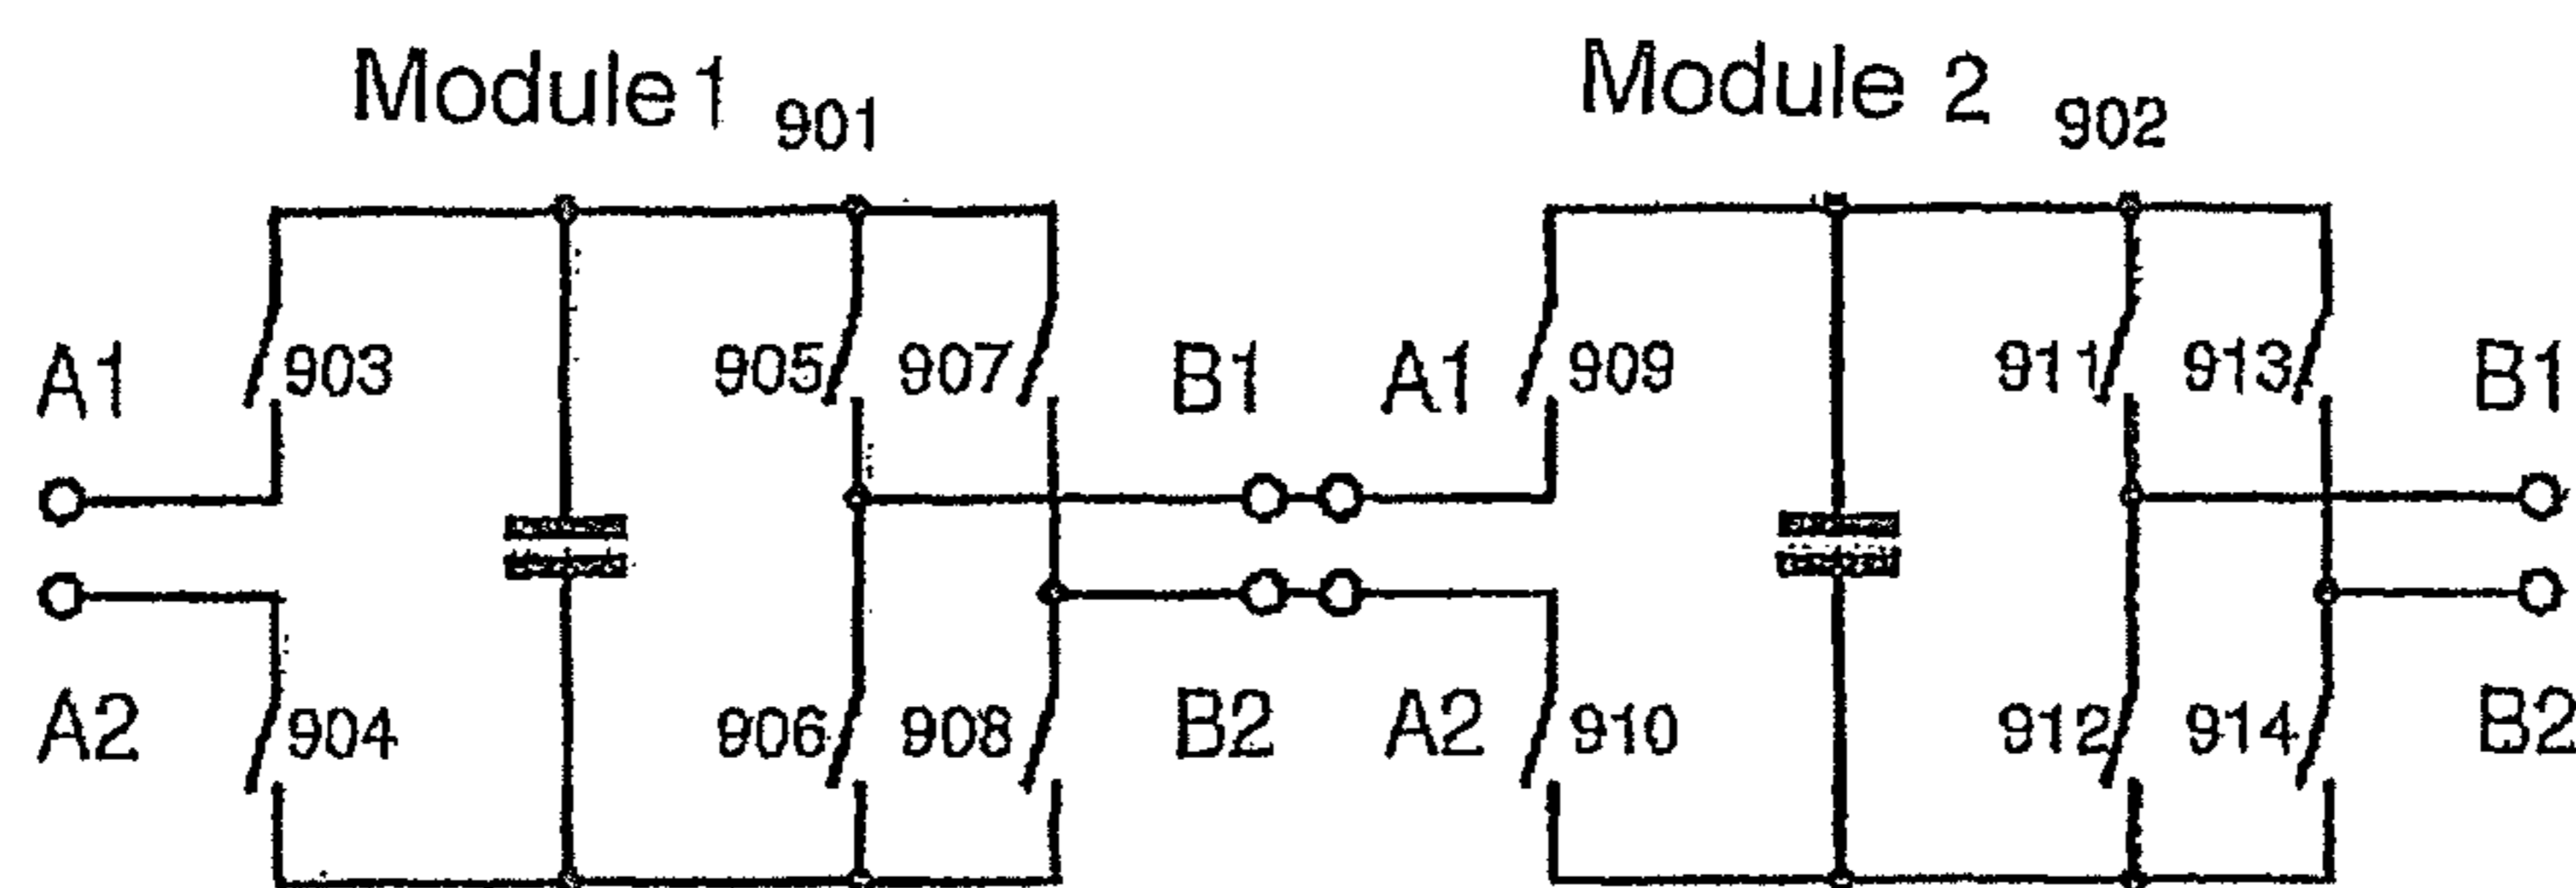 Module 1 901
Module 2 902
A1 903 905 907 B1 A1 909 911 913 B1
A2 904 906 908 B2 A2 910 912 914 B2